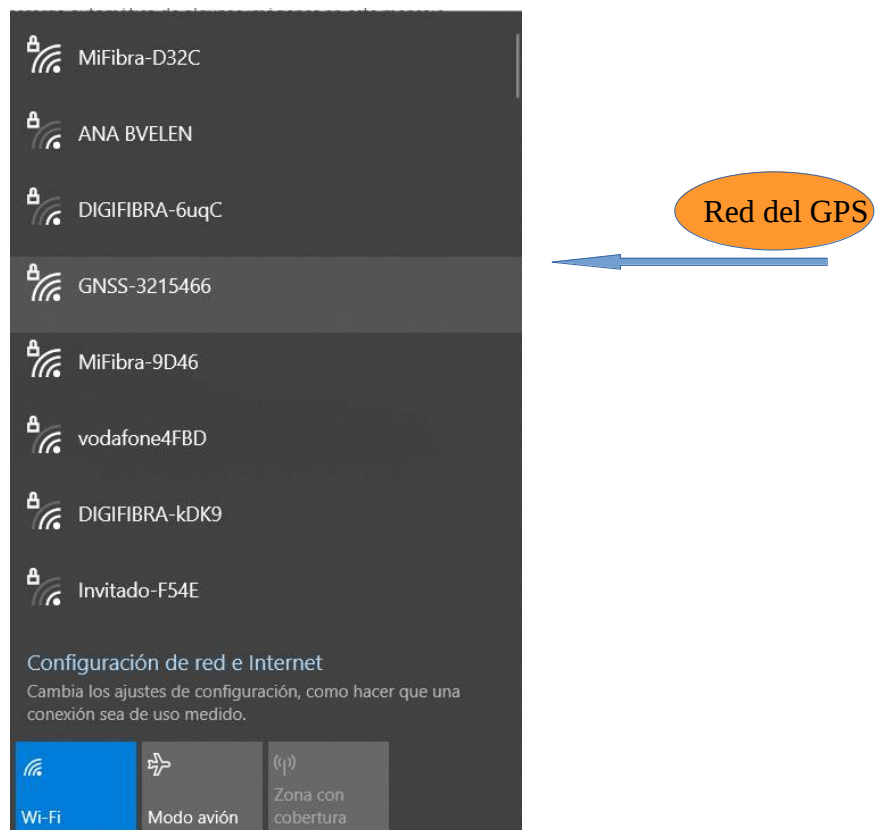 MiFibra-D32C
ANA BVELEN
DIGIFIBRA-6uqC
Red del GPS
GNSS-3215466
MiFibra-9D46
vodafone4FBD
DIGIFIBRA-kDK9
Invitado-F54E
Configuración de red e Internet
Cambia los ajustes de configuración, como hacer que una
conexión sea de uso medido.
Wi-Fi
Modo avión
Zona con
cobertura